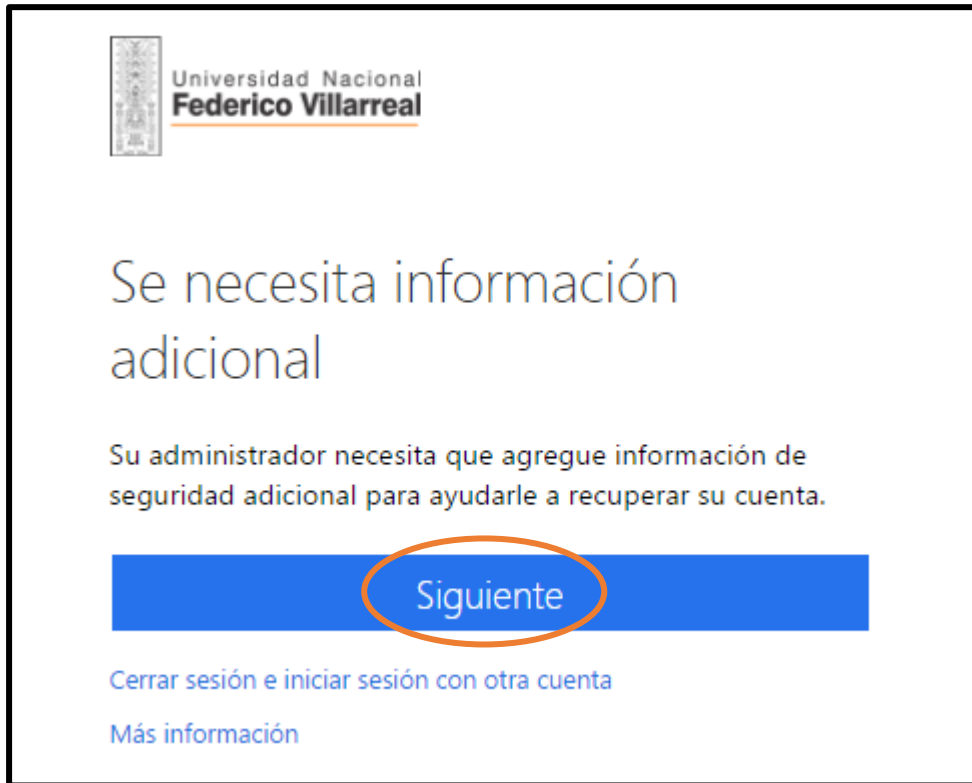 Universidad Nacional
Federico Villarreal
Se necesita información
adicional
Su administrador necesita que agregue información de
seguridad adicional para ayudarle a recuperar su cuenta.
Siguiente
Cerrar sesión e iniciar sesión con otra cuenta
Más información